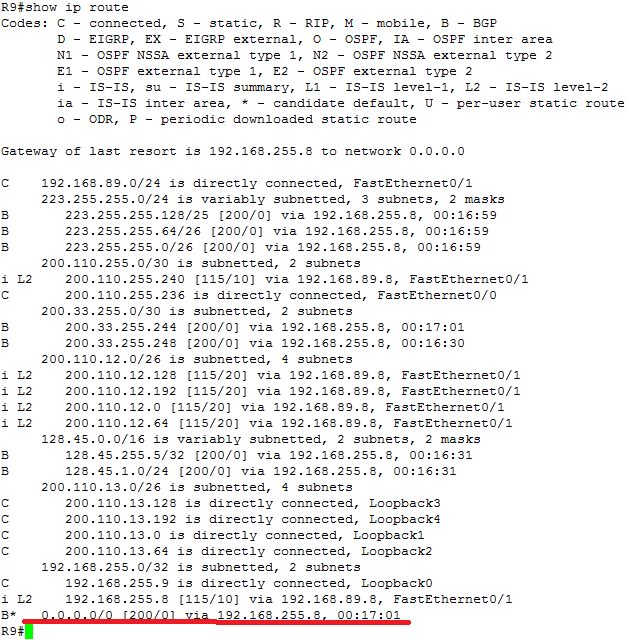 R9#show ip route
Codes: C - connected, S - static, R - RIP, M - mobile, B - BGP
D - EIGRP, EX - EIGRP external, O - OSPF, IA - OSPF inter area
N1 - OSPF NSSA external type 1, N2 - OSPF NSSA external type 2
E1 - OSPF external type 1, E2 - OSPF external type 2
i - IS-IS, su - IS-IS summary, L1 - IS-IS level-1, L2 - IS-IS level-2
ia - IS-IS inter area, * - candidate default, U - per-user static route
o - ODR, P - periodic downloaded static route
Gateway of last resort is 192.168.255.8 to network 0.0.0.0
C 192.168.89.0/24 is directly connected, FastEthernet0/1
223.255.255.0/24 is variably subnetted, 3 subnets, 2 masks
B 223.255.255.128/25 [200/0] via 192.168.255.8, 00:16:59
B 223.255.255.64/26 [200/0] via 192.168.255.8, 00:16:59
B 223.255.255.0/26 [200/0] via 192.168.255.8, 00:16:59
200.110.255.0/30 is subnetted, 2 subnets
i L2 200.110.255.240 [115/10] via 192.168.89.8, FastEthernet0/1
C 200.110.255.236 is directly connected, FastEthernet0/0
200.33.255.0/30 is subnetted, 2 subnets
B 200.33.255.244 [200/0] via 192.168.255.8, 00:17:01
B 200.33.255.248 [200/0] via 192.168.255.8, 00:16:30
200.110.12.0/26 is subnetted, 4 subnets
i L2 200.110.12.128 [115/20] via 192.168.89.8, FastEthernet0/1
i L2 200.110.12.192 [115/20] via 192.168.89.8, FastEthernet0/1
i L2 200.110.12.0 [115/20] via 192.168.89.8, FastEthernet0/1
i L2 200.110.12.64 [115/20] via 192.168.89.8, FastEthernet0/1
128.45.0.0/16 is variably subnetted, 2 subnets, 2 masks
B 128.45.255.5/32 [200/0] via 192.168.255.8, 00:16:31
B 128.45.1.0/24 [200/0] via 192.168.255.8, 00:16:31
200.110.13.0/26 is subnetted, 4 subnets
C 200.110.13.128 is directly connected, Loopback3
C 200.110.13.192 is directly connected, Loopback4
C 200.110.13.0 is directly connected, Loopback1
C 200.110.13.64 is directly connected, Loopback2
192.168.255.0/32 is subnetted, 2 subnets
C 192.168.255.9 is directly connected, Loopback0
i L2 192.168.255.8 [115/10] via 192.168.89.8, FastEthernet0/1
B* 0.0.0.0/0 [200/0] via 192.168.255.8, 00:17:01
R9#